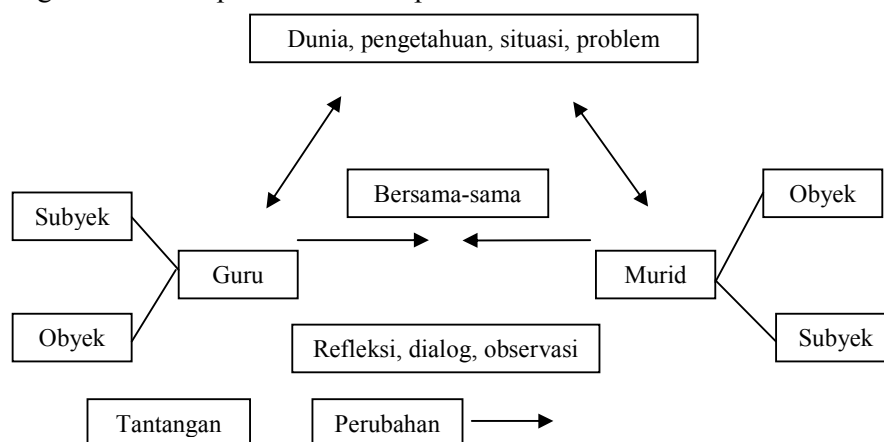 Dunia, pengetahuan, situasi, problem
Bersama-sama
Obyek
Subyek
Guru
Murid
Obyek
Subyek
Refleksi, dialog, observasi
Tantangan
Perubahan